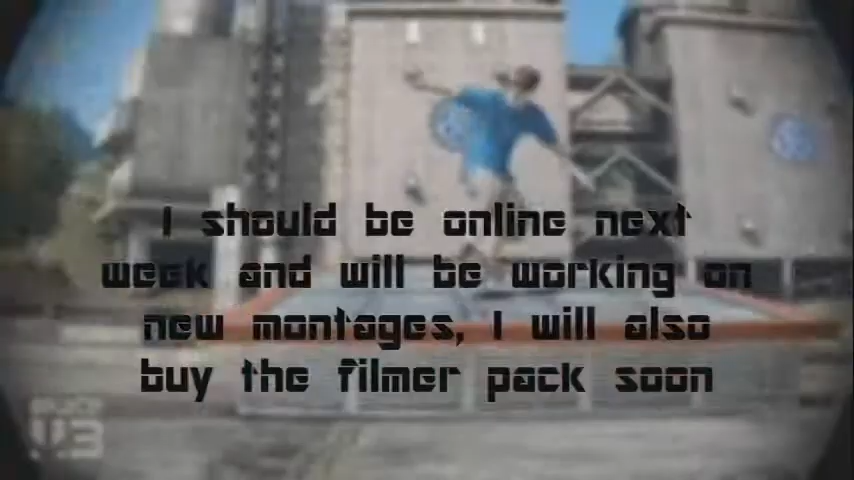 I should be online next
week and will be working on
new montages, I will also
buy the filmer pack soon